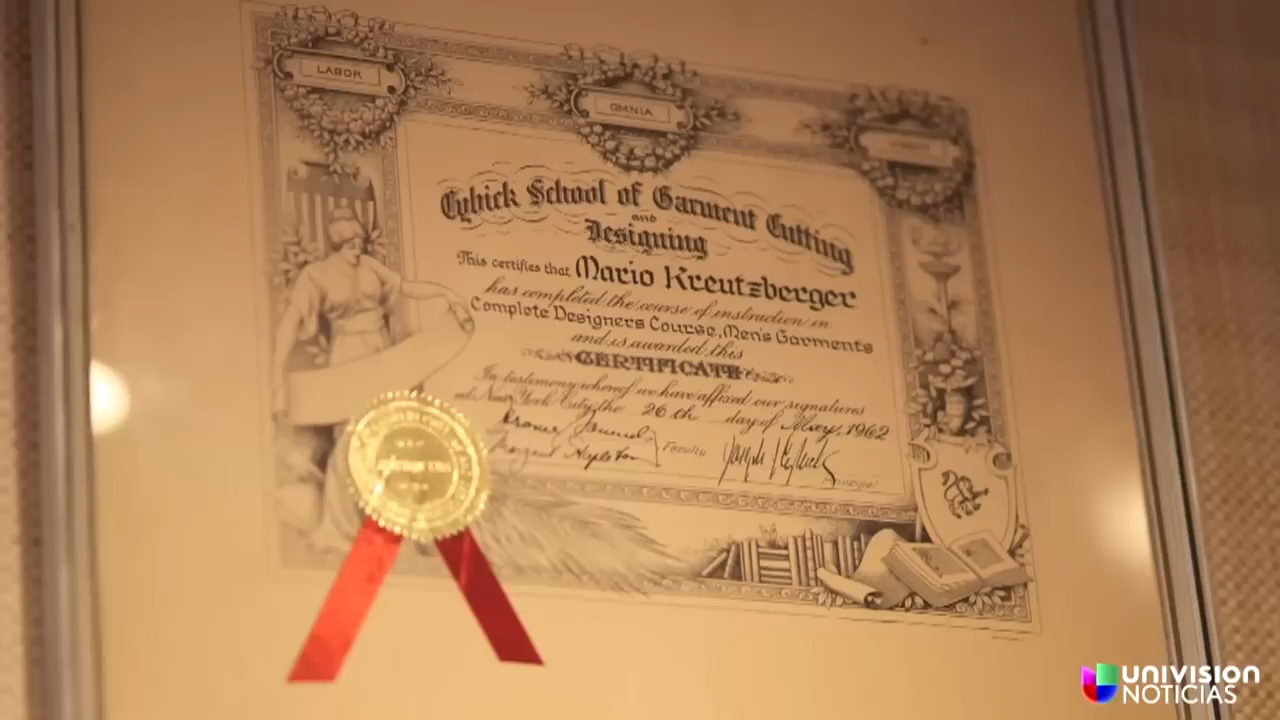 LABOR
OMNIA
Cybick School of Garment Cutting
and
Designing
This certifies that Mario Kreutzberger
has completed the course of instruction in
Complete Designers Course, Men's Garments
and is awarded this
CERTIFICATE
In testimony whereof we have affixed our signatures
at New York City, the 26th day of May, 1962
Faculty
Principal
UNIVISION
NOTICIAS